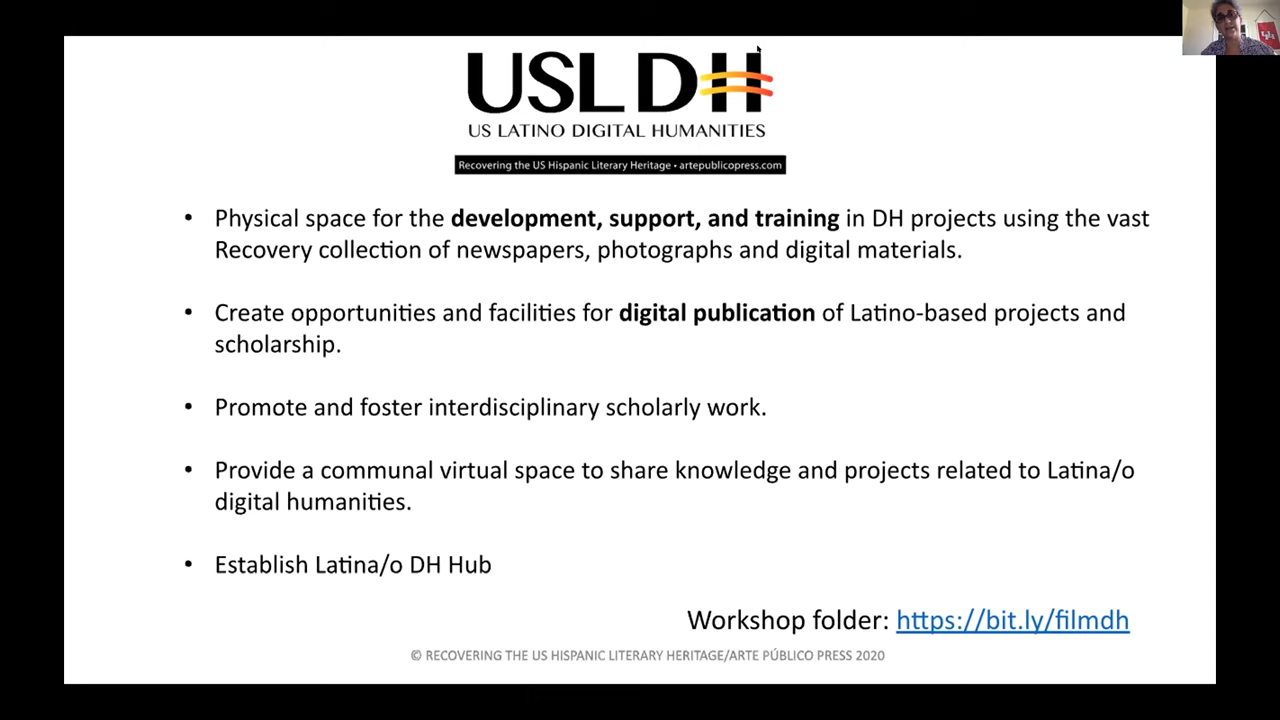 USLDH
US LATINO DIGITAL HUMANITIES
Recovering the US Hispanic Literary Heritage • artepublicopress.com
• Physical space for the development, support, and training in DH projects using the vast
Recovery collection of newspapers, photographs and digital materials.
• Create opportunities and facilities for digital publication of Latino-based projects and
scholarship.
• Promote and foster interdisciplinary scholarly work.
• Provide a communal virtual space to share knowledge and projects related to Latina/o
digital humanities.
• Establish Latina/o DH Hub
Workshop folder: https://bit.ly/filmdh
© RECOVERING THE US HISPANIC LITERARY HERITAGE/ARTE PÚBLICO PRESS 2020